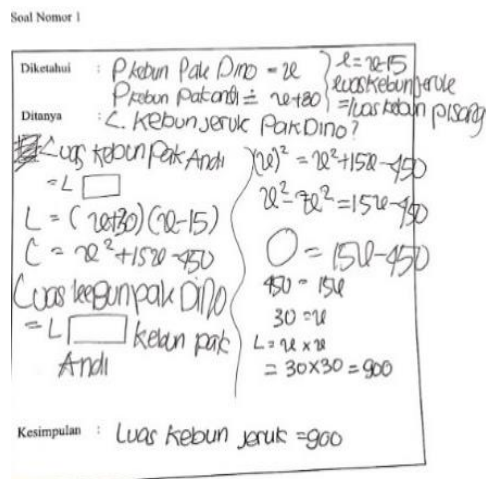 Soal Nomor 1
Diketahui : P kebun Pak Dino = x
P kebun Pak andi = x+30
l = x-15
luas kebun jeruk
= luas kebun pisang
Ditanya : L. kebun jeruk Pak Dino?
Luas kebun Pak Andi
= L □
L = (x+30)(x-15)
L = x²+15x-450
Luas kebun pak Dino
= L □ kebun pak
Andi
(x)² = x²+15x-450
x²-x²=15x-450
0 = 15x-450
450 = 15x
30 = x
L = x × x
= 30×30 = 900
Kesimpulan : Luas kebun jeruk = 900